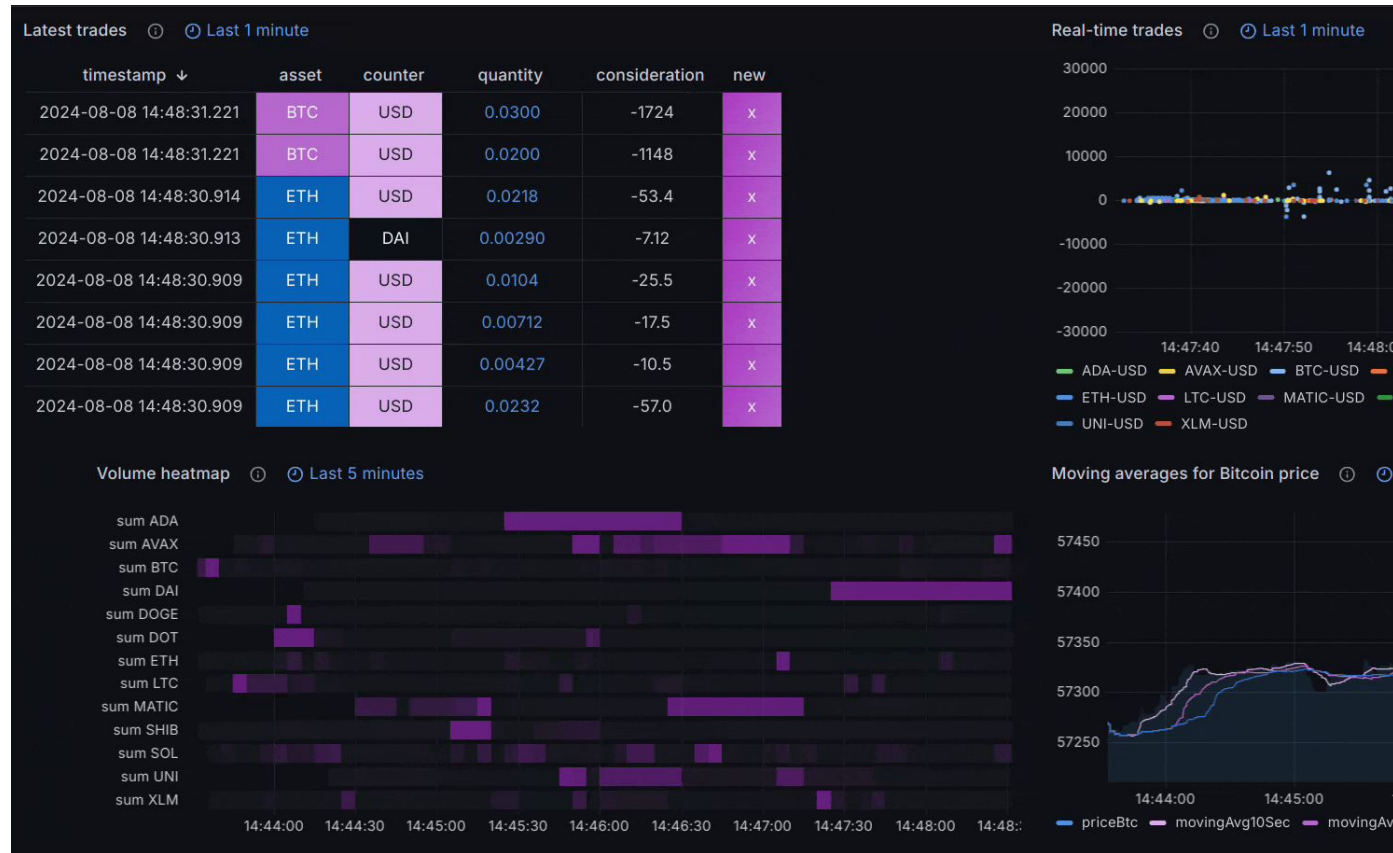 Latest trades Last 1 minute
timestamp ↓ asset counter quantity consideration new
2024-08-08 14:48:31.221 BTC USD 0.0300 -1724 x
2024-08-08 14:48:31.221 BTC USD 0.0200 -1148 x
2024-08-08 14:48:30.914 ETH USD 0.0218 -53.4 x
2024-08-08 14:48:30.913 ETH DAI 0.00290 -7.12 x
2024-08-08 14:48:30.909 ETH USD 0.0104 -25.5 x
2024-08-08 14:48:30.909 ETH USD 0.00712 -17.5 x
2024-08-08 14:48:30.909 ETH USD 0.00427 -10.5 x
2024-08-08 14:48:30.909 ETH USD 0.0232 -57.0 x
Real-time trades Last 1 minute
30000
20000
10000
0
-10000
-20000
-30000
14:47:40 14:47:50 14:48:0
ADA-USD AVAX-USD BTC-USD
ETH-USD LTC-USD MATIC-USD
UNI-USD XLM-USD
Volume heatmap Last 5 minutes
sum ADA
sum AVAX
sum BTC
sum DAI
sum DOGE
sum DOT
sum ETH
sum LTC
sum MATIC
sum SHIB
sum SOL
sum UNI
sum XLM
14:44:00 14:44:30 14:45:00 14:45:30 14:46:00 14:46:30 14:47:00 14:47:30 14:48:00 14:48:
Moving averages for Bitcoin price
57450
57400
57350
57300
57250
14:44:00 14:45:00
priceBtc movingAvg10Sec movingAv